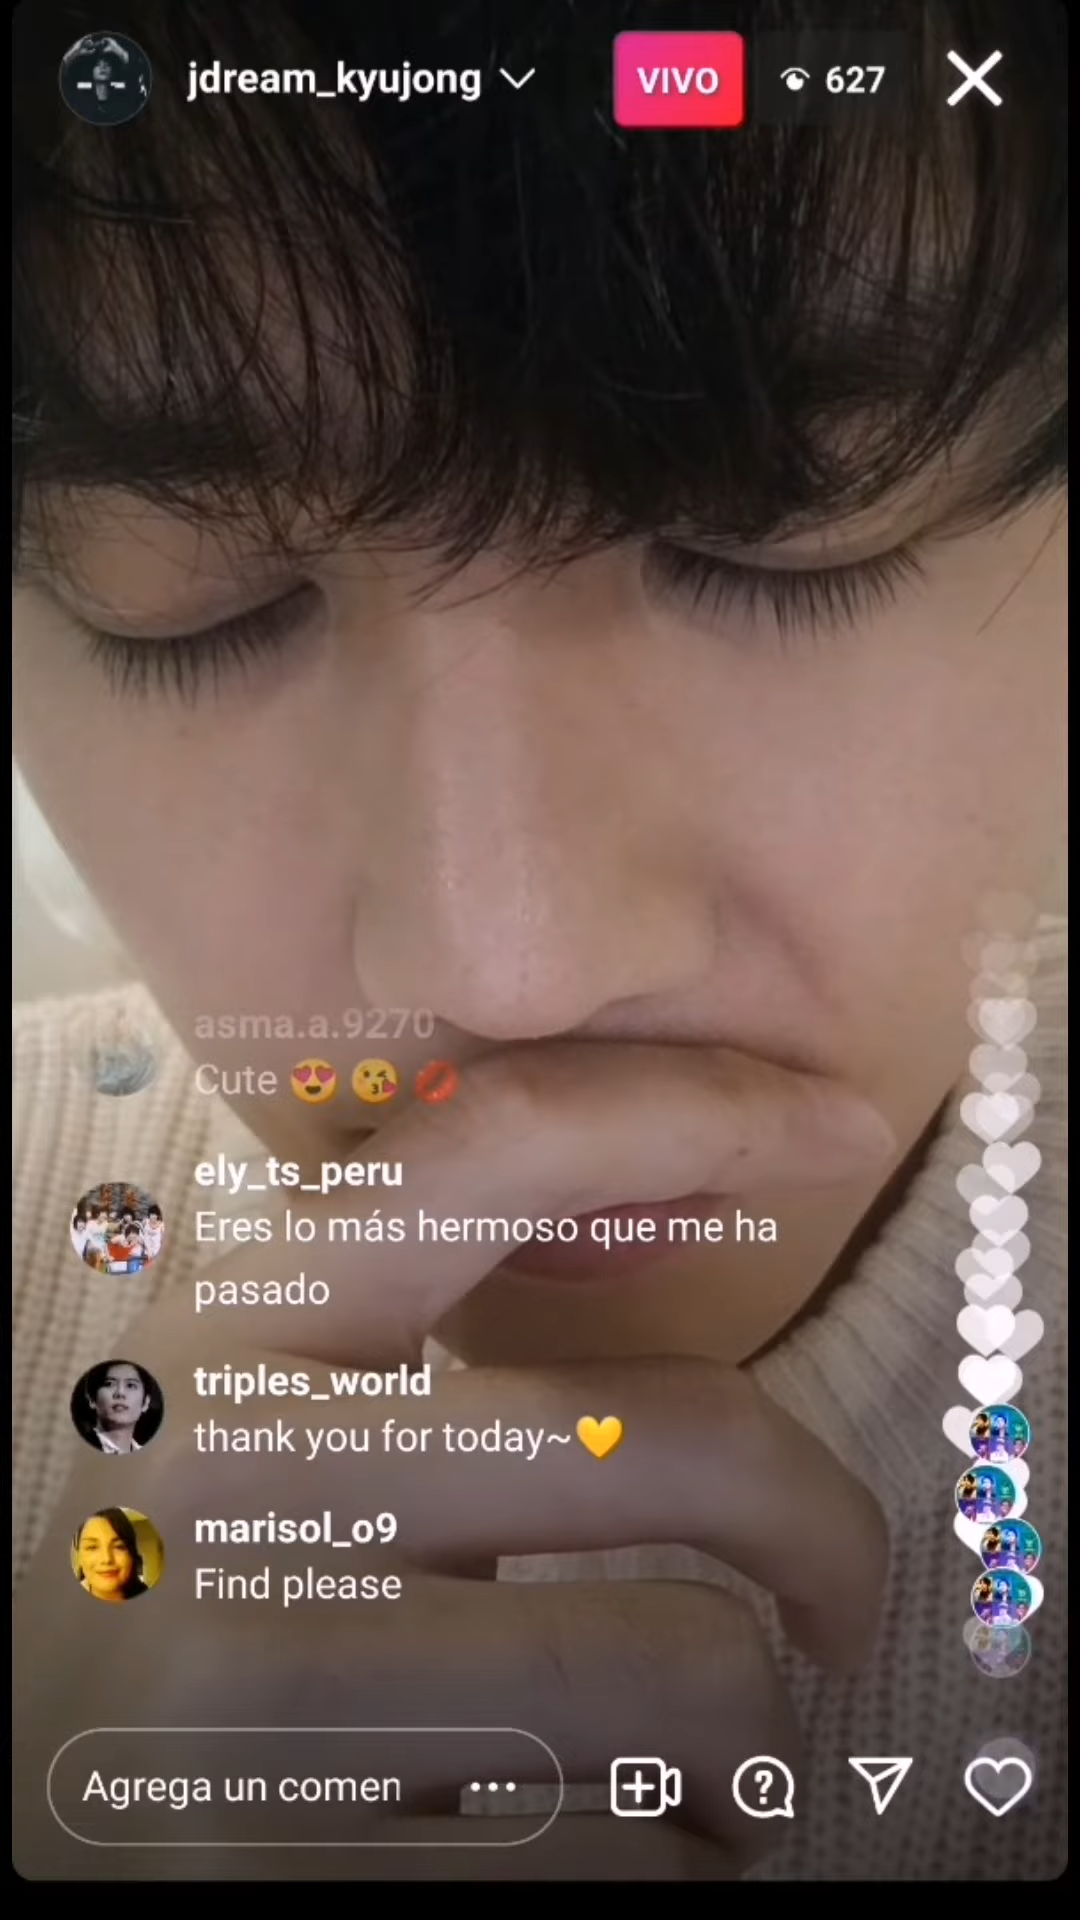 jdream_kyujong
VIVO
627
asma.a.9270
Cute 😍 😘 💋
ely_ts_peru
Eres lo más hermoso que me ha
pasado
triples_world
thank you for today~💛
marisol_o9
Find please
Agrega un comen